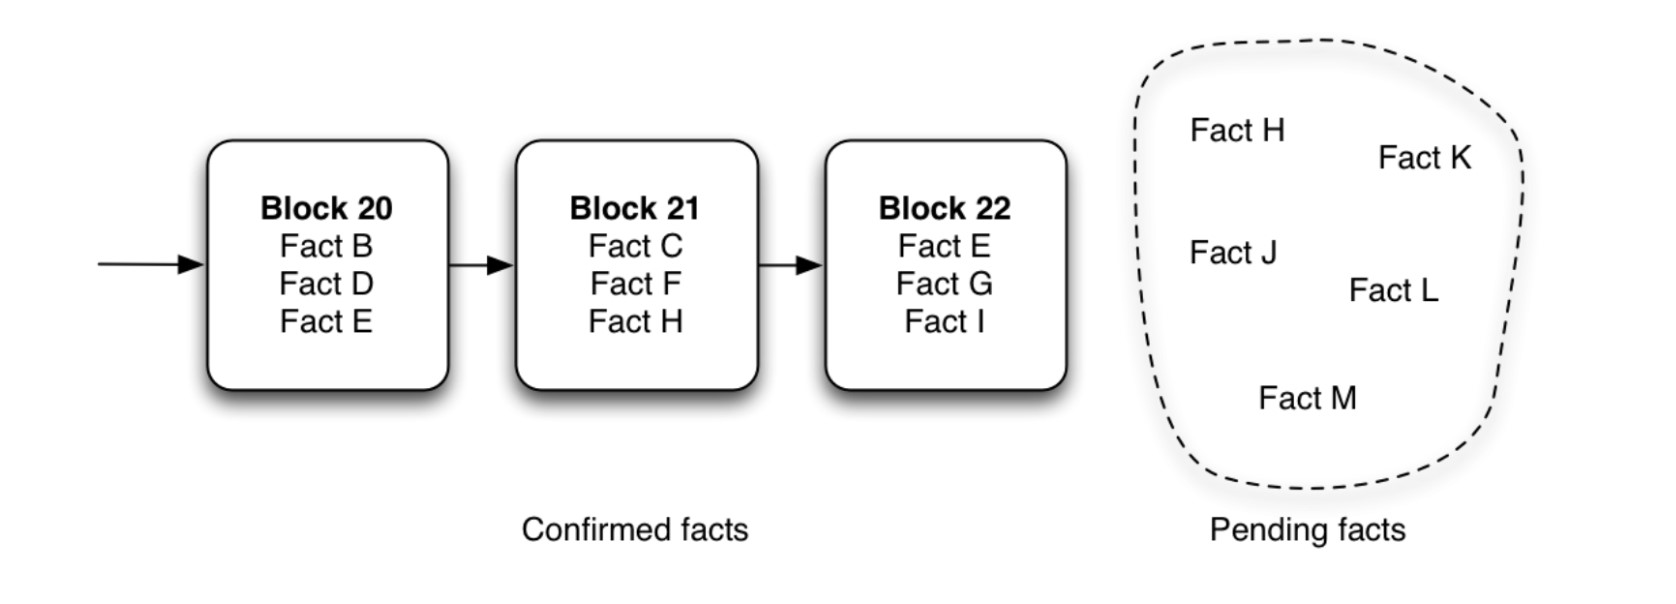 Block 20
Fact B
Fact D
Fact E
Block 21
Fact C
Fact F
Fact H
Block 22
Fact E
Fact G
Fact I
Fact H
Fact K
Fact J
Fact L
Fact M
Confirmed facts
Pending facts